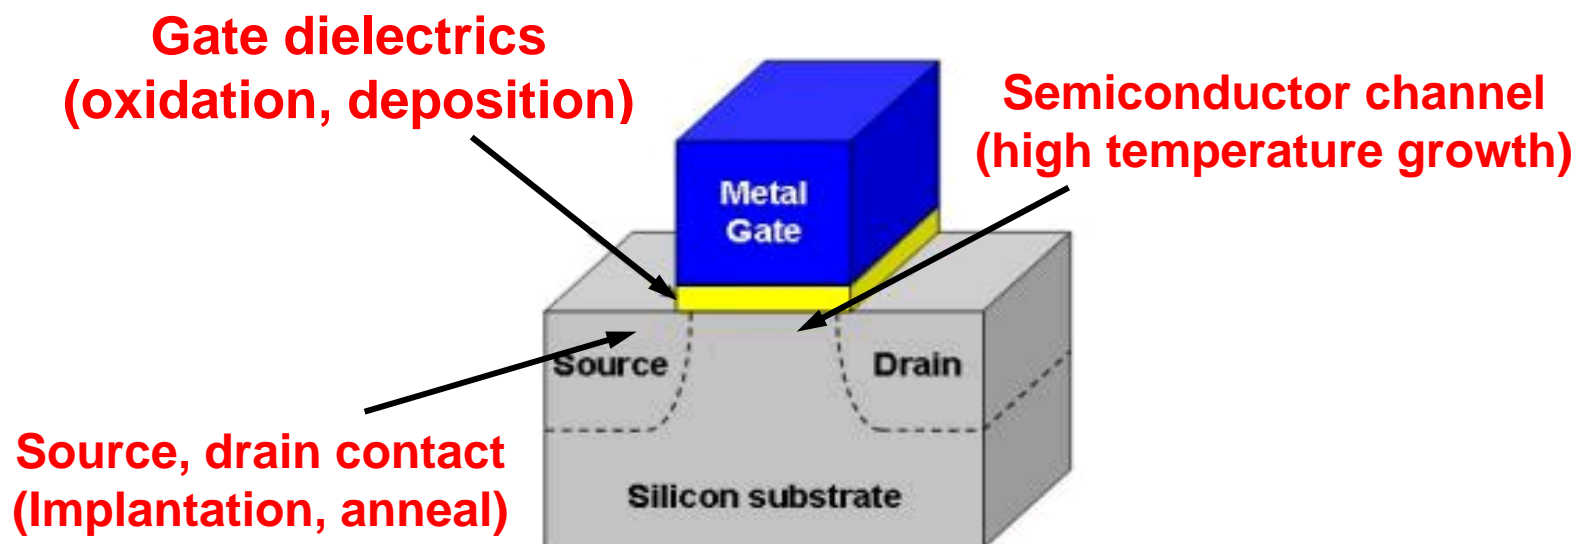 Gate dielectrics
(oxidation, deposition)
Semiconductor channel
(high temperature growth)
Metal
Gate
Source
Drain
Source, drain contact
(Implantation, anneal)
Silicon substrate